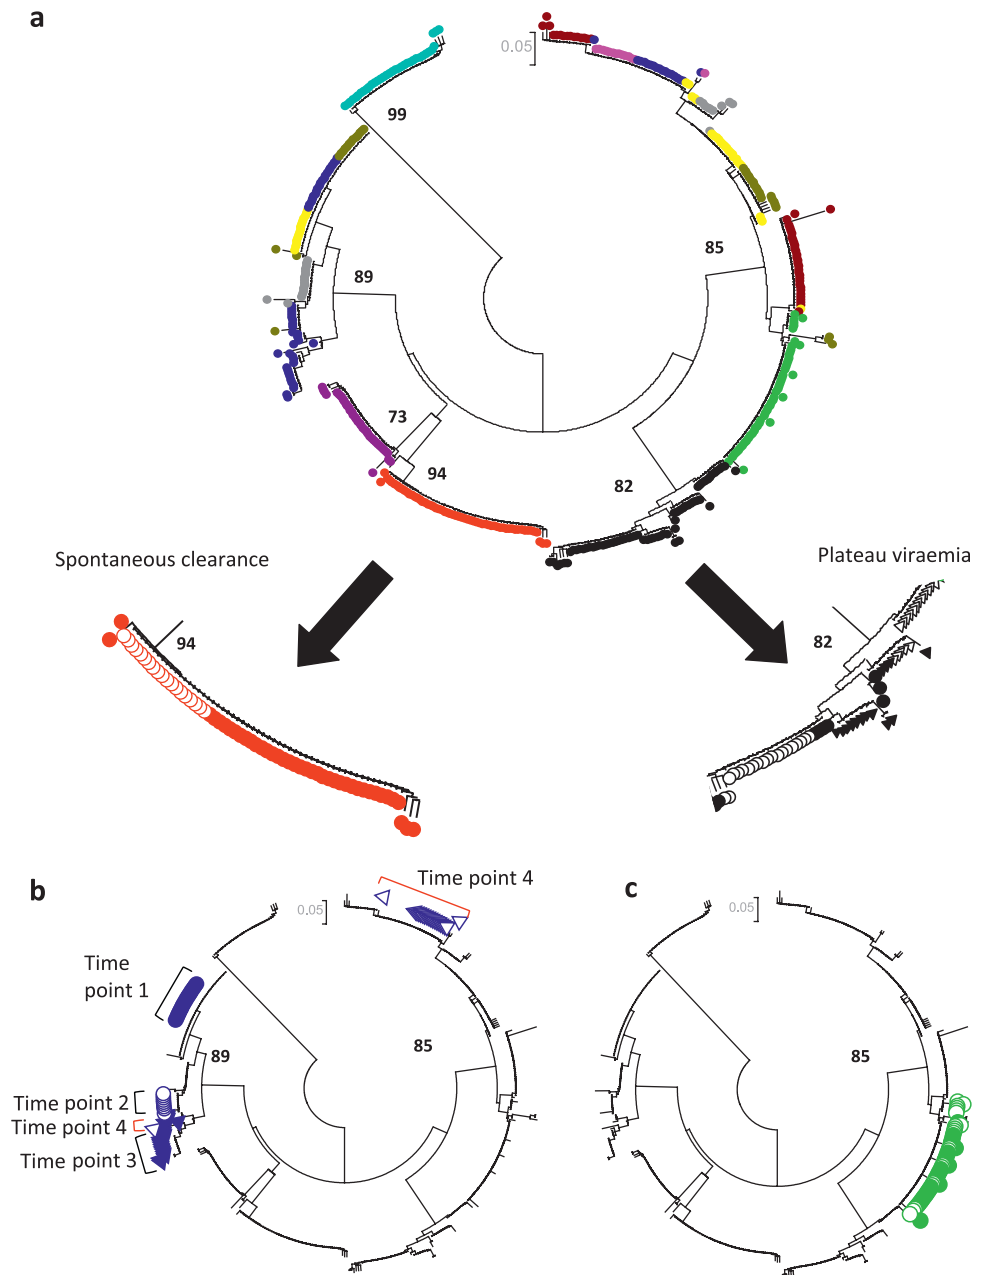 a
0.05
99
85
89
73
94
82
Spontaneous clearance
Plateau viraemia
94
82
b
c
Time point 4
0.05
0.05
Time
point 1
89
85
85
Time point 2
Time point 4
Time point 3